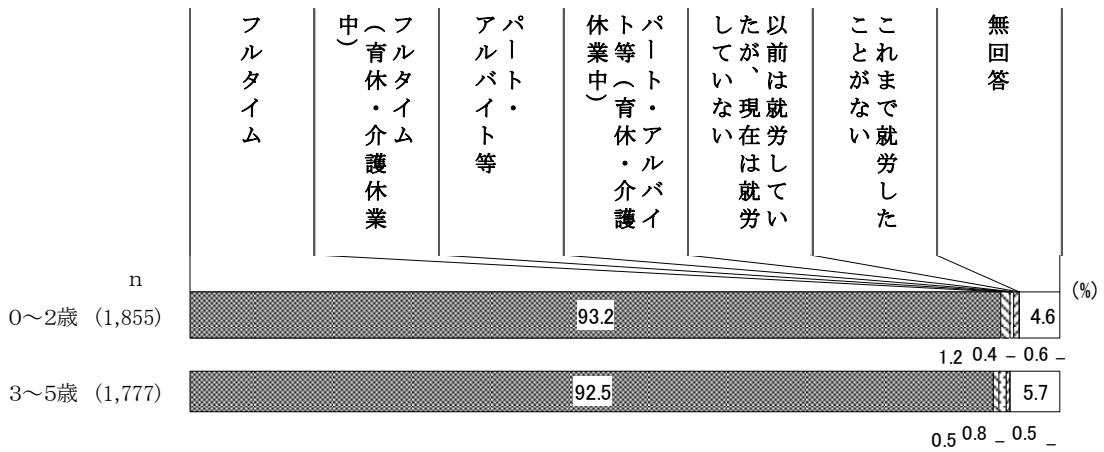 フルタイム
フルタイム
（育休・介護休業
中）
パート・
アルバイト等
パート・アルバイ
ト等（育休・介護
休業中）
以前は就労してい
たが、現在は就労
していない
これまで就労した
ことがない
無回答
n
(%)
0～2歳 (1,855)
93.2
4.6
1.2 0.4 － 0.6 －
3～5歳 (1,777)
92.5
5.7
0.5 0.8 － 0.5 －